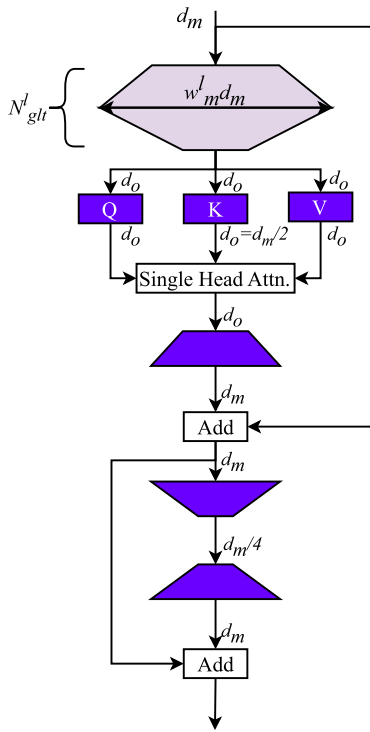 d_m
N^l_glt
w^l_m d_m
d_o d_o d_o
Q K V
d_o d_o=d_m/2 d_o
Single Head Attn.
d_o
d_m
Add
d_m
d_m/4
d_m
Add